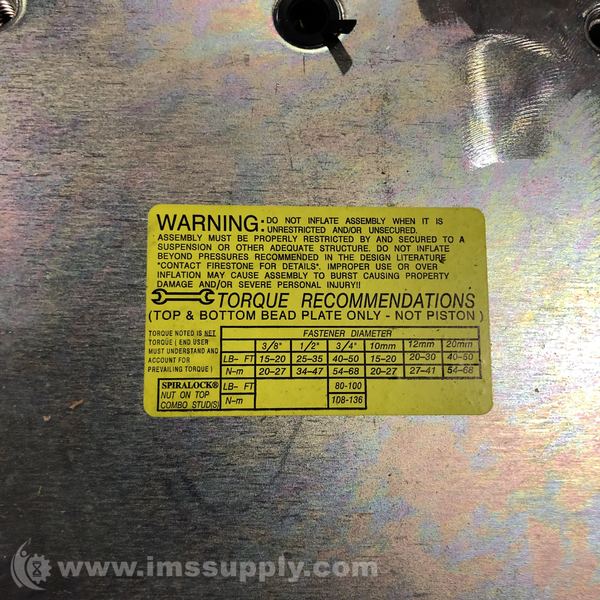 WARNING: DO NOT INFLATE ASSEMBLY WHEN IT IS
UNRESTRICTED AND/OR UNSECURED.
ASSEMBLY MUST BE PROPERLY RESTRICTED BY AND SECURED TO A
SUSPENSION OR OTHER ADEQUATE STRUCTURE. DO NOT INFLATE
BEYOND PRESSURES RECOMMENDED IN THE DESIGN LITERATURE
"CONTACT FIRESTONE FOR DETAILS". IMPROPER USE OR OVER
INFLATION MAY CAUSE ASSEMBLY TO BURST CAUSING PROPERTY
DAMAGE AND/OR SEVERE PERSONAL INJURY!!
TORQUE RECOMMENDATIONS
(TOP & BOTTOM BEAD PLATE ONLY - NOT PISTON )
TORQUE NOTED IS NET
TORQUE ( END USER
MUST UNDERSTAND AND
ACCOUNT FOR
PREVAILING TORQUE )
FASTENER DIAMETER
3/8" 1/2" 3/4" 10mm 12mm 20mm
LB- FT 15-20 25-35 40-50 15-20 20-30 40-50
N-m 20-27 34-47 54-68 20-27 27-41 54-68
SPIRALOCK®
NUT ON TOP
COMBO STUD(S)
LB- FT 80-100
N-m 108-136
www.imssupply.com